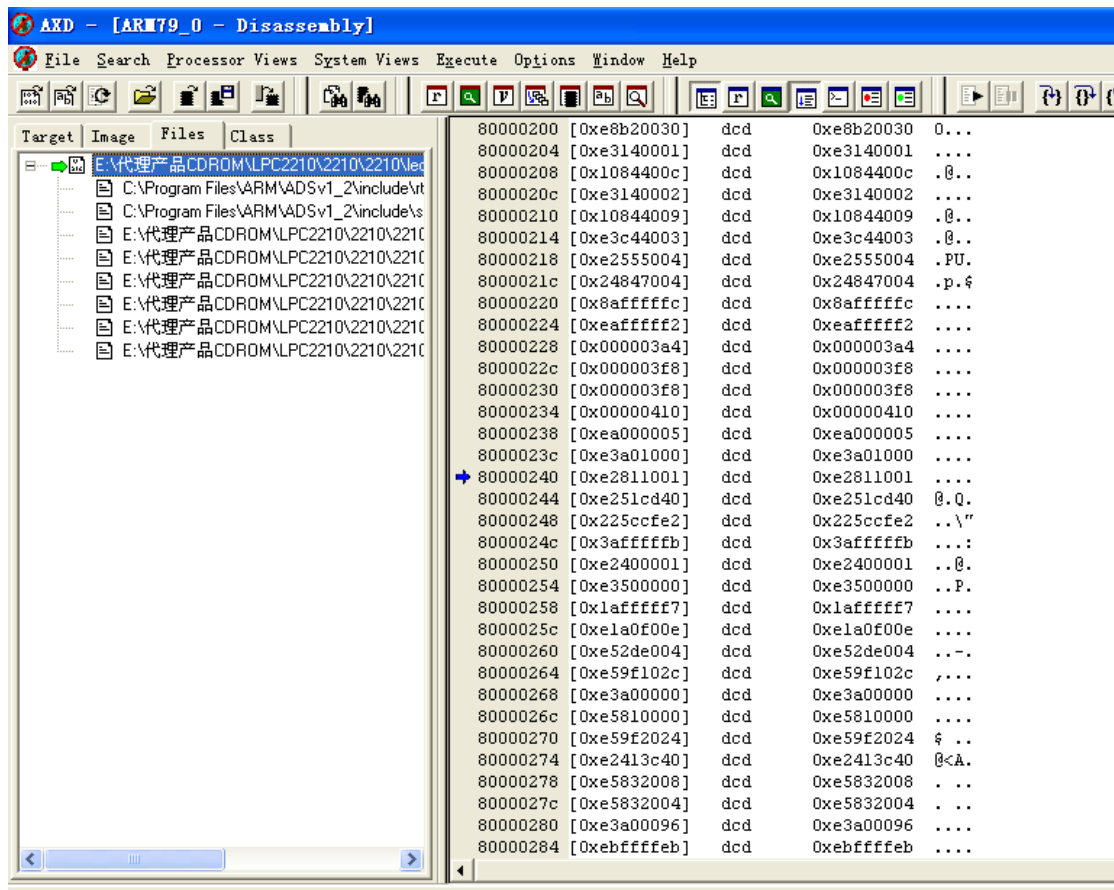 AXD - [ARM79_0 - Disassembly]
File Search Processor Views System Views Execute Options Window Help
Target Image Files Class
E:\代理产品CDROM\LPC2210\2210\2210\lec
C:\Program Files\ARM\ADSv1_2\include\rt
C:\Program Files\ARM\ADSv1_2\include\s
E:\代理产品CDROM\LPC2210\2210\2210
E:\代理产品CDROM\LPC2210\2210\2210
E:\代理产品CDROM\LPC2210\2210\2210
E:\代理产品CDROM\LPC2210\2210\2210
E:\代理产品CDROM\LPC2210\2210\2210
E:\代理产品CDROM\LPC2210\2210\2210
80000200 [0xe8b20030] dcd 0xe8b20030 0...
80000204 [0xe3140001] dcd 0xe3140001 ....
80000208 [0x1084400c] dcd 0x1084400c .@..
8000020c [0xe3140002] dcd 0xe3140002 ....
80000210 [0x10844009] dcd 0x10844009 .@..
80000214 [0xe3c44003] dcd 0xe3c44003 .@..
80000218 [0xe2555004] dcd 0xe2555004 .PU.
8000021c [0x24847004] dcd 0x24847004 .p.$
80000220 [0x8afffffc] dcd 0x8afffffc ....
80000224 [0xeafffff2] dcd 0xeafffff2 ....
80000228 [0x000003a4] dcd 0x000003a4 ....
8000022c [0x000003f8] dcd 0x000003f8 ....
80000230 [0x000003f8] dcd 0x000003f8 ....
80000234 [0x00000410] dcd 0x00000410 ....
80000238 [0xea000005] dcd 0xea000005 ....
8000023c [0xe3a01000] dcd 0xe3a01000 ....
80000240 [0xe2811001] dcd 0xe2811001 ....
80000244 [0xe251cd40] dcd 0xe251cd40 @.Q.
80000248 [0x225ccfe2] dcd 0x225ccfe2 ..\"
8000024c [0x3afffffb] dcd 0x3afffffb ...:
80000250 [0xe2400001] dcd 0xe2400001 ..@.
80000254 [0xe3500000] dcd 0xe3500000 ..P.
80000258 [0x1afffff7] dcd 0x1afffff7 ....
8000025c [0xe1a0f00e] dcd 0xe1a0f00e ....
80000260 [0xe52de004] dcd 0xe52de004 ..-.
80000264 [0xe59f102c] dcd 0xe59f102c ,...
80000268 [0xe3a00000] dcd 0xe3a00000 ....
8000026c [0xe5810000] dcd 0xe5810000 ....
80000270 [0xe59f2024] dcd 0xe59f2024 $ ..
80000274 [0xe2413c40] dcd 0xe2413c40 @<A.
80000278 [0xe5832008] dcd 0xe5832008 . ..
8000027c [0xe5832004] dcd 0xe5832004 . ..
80000280 [0xe3a00096] dcd 0xe3a00096 ....
80000284 [0xebffffeb] dcd 0xebffffeb ....